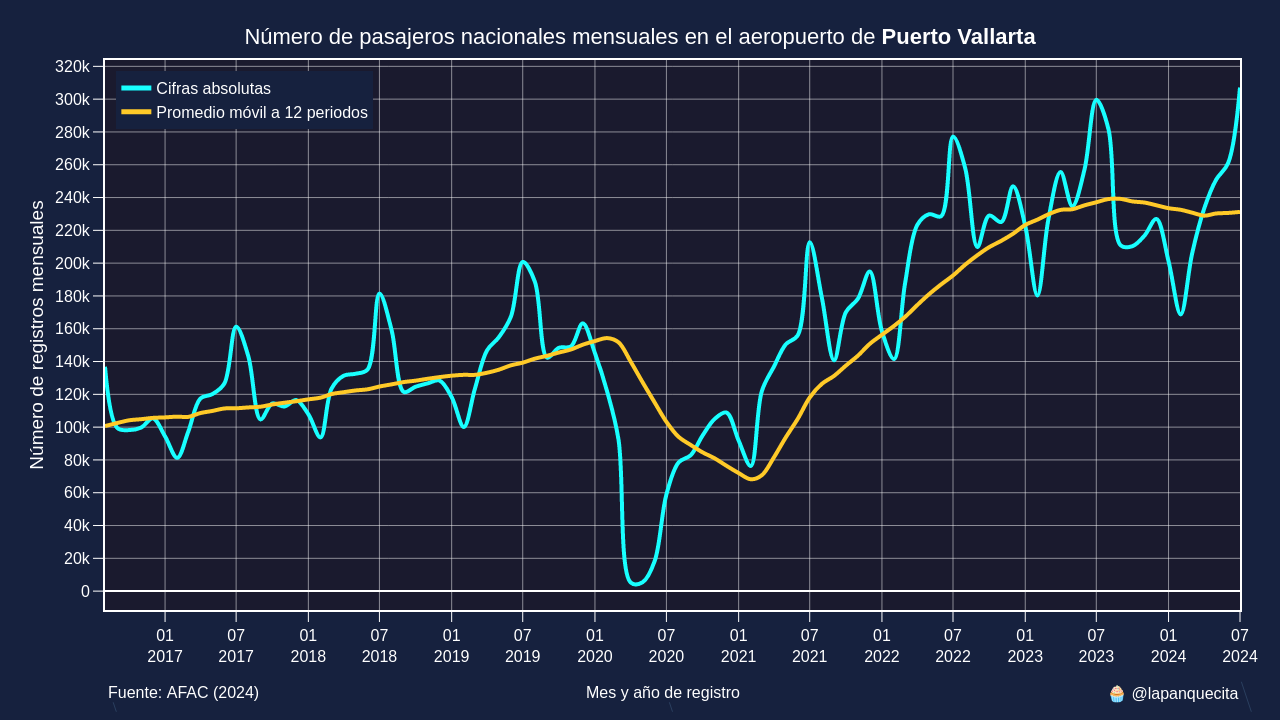 Número de pasajeros nacionales mensuales en el aeropuerto de Puerto Vallarta
Cifras absolutas
Promedio móvil a 12 periodos
Número de registros mensuales
320k
300k
280k
260k
240k
220k
200k
180k
160k
140k
120k
100k
80k
60k
40k
20k
0
01 07 01 07 01 07 01 07 01 07 01 07 01 07 01 07
2017 2017 2018 2018 2019 2019 2020 2020 2021 2021 2022 2022 2023 2023 2024 2024
Fuente: AFAC (2024) Mes y año de registro 🧁 @lapanquecita